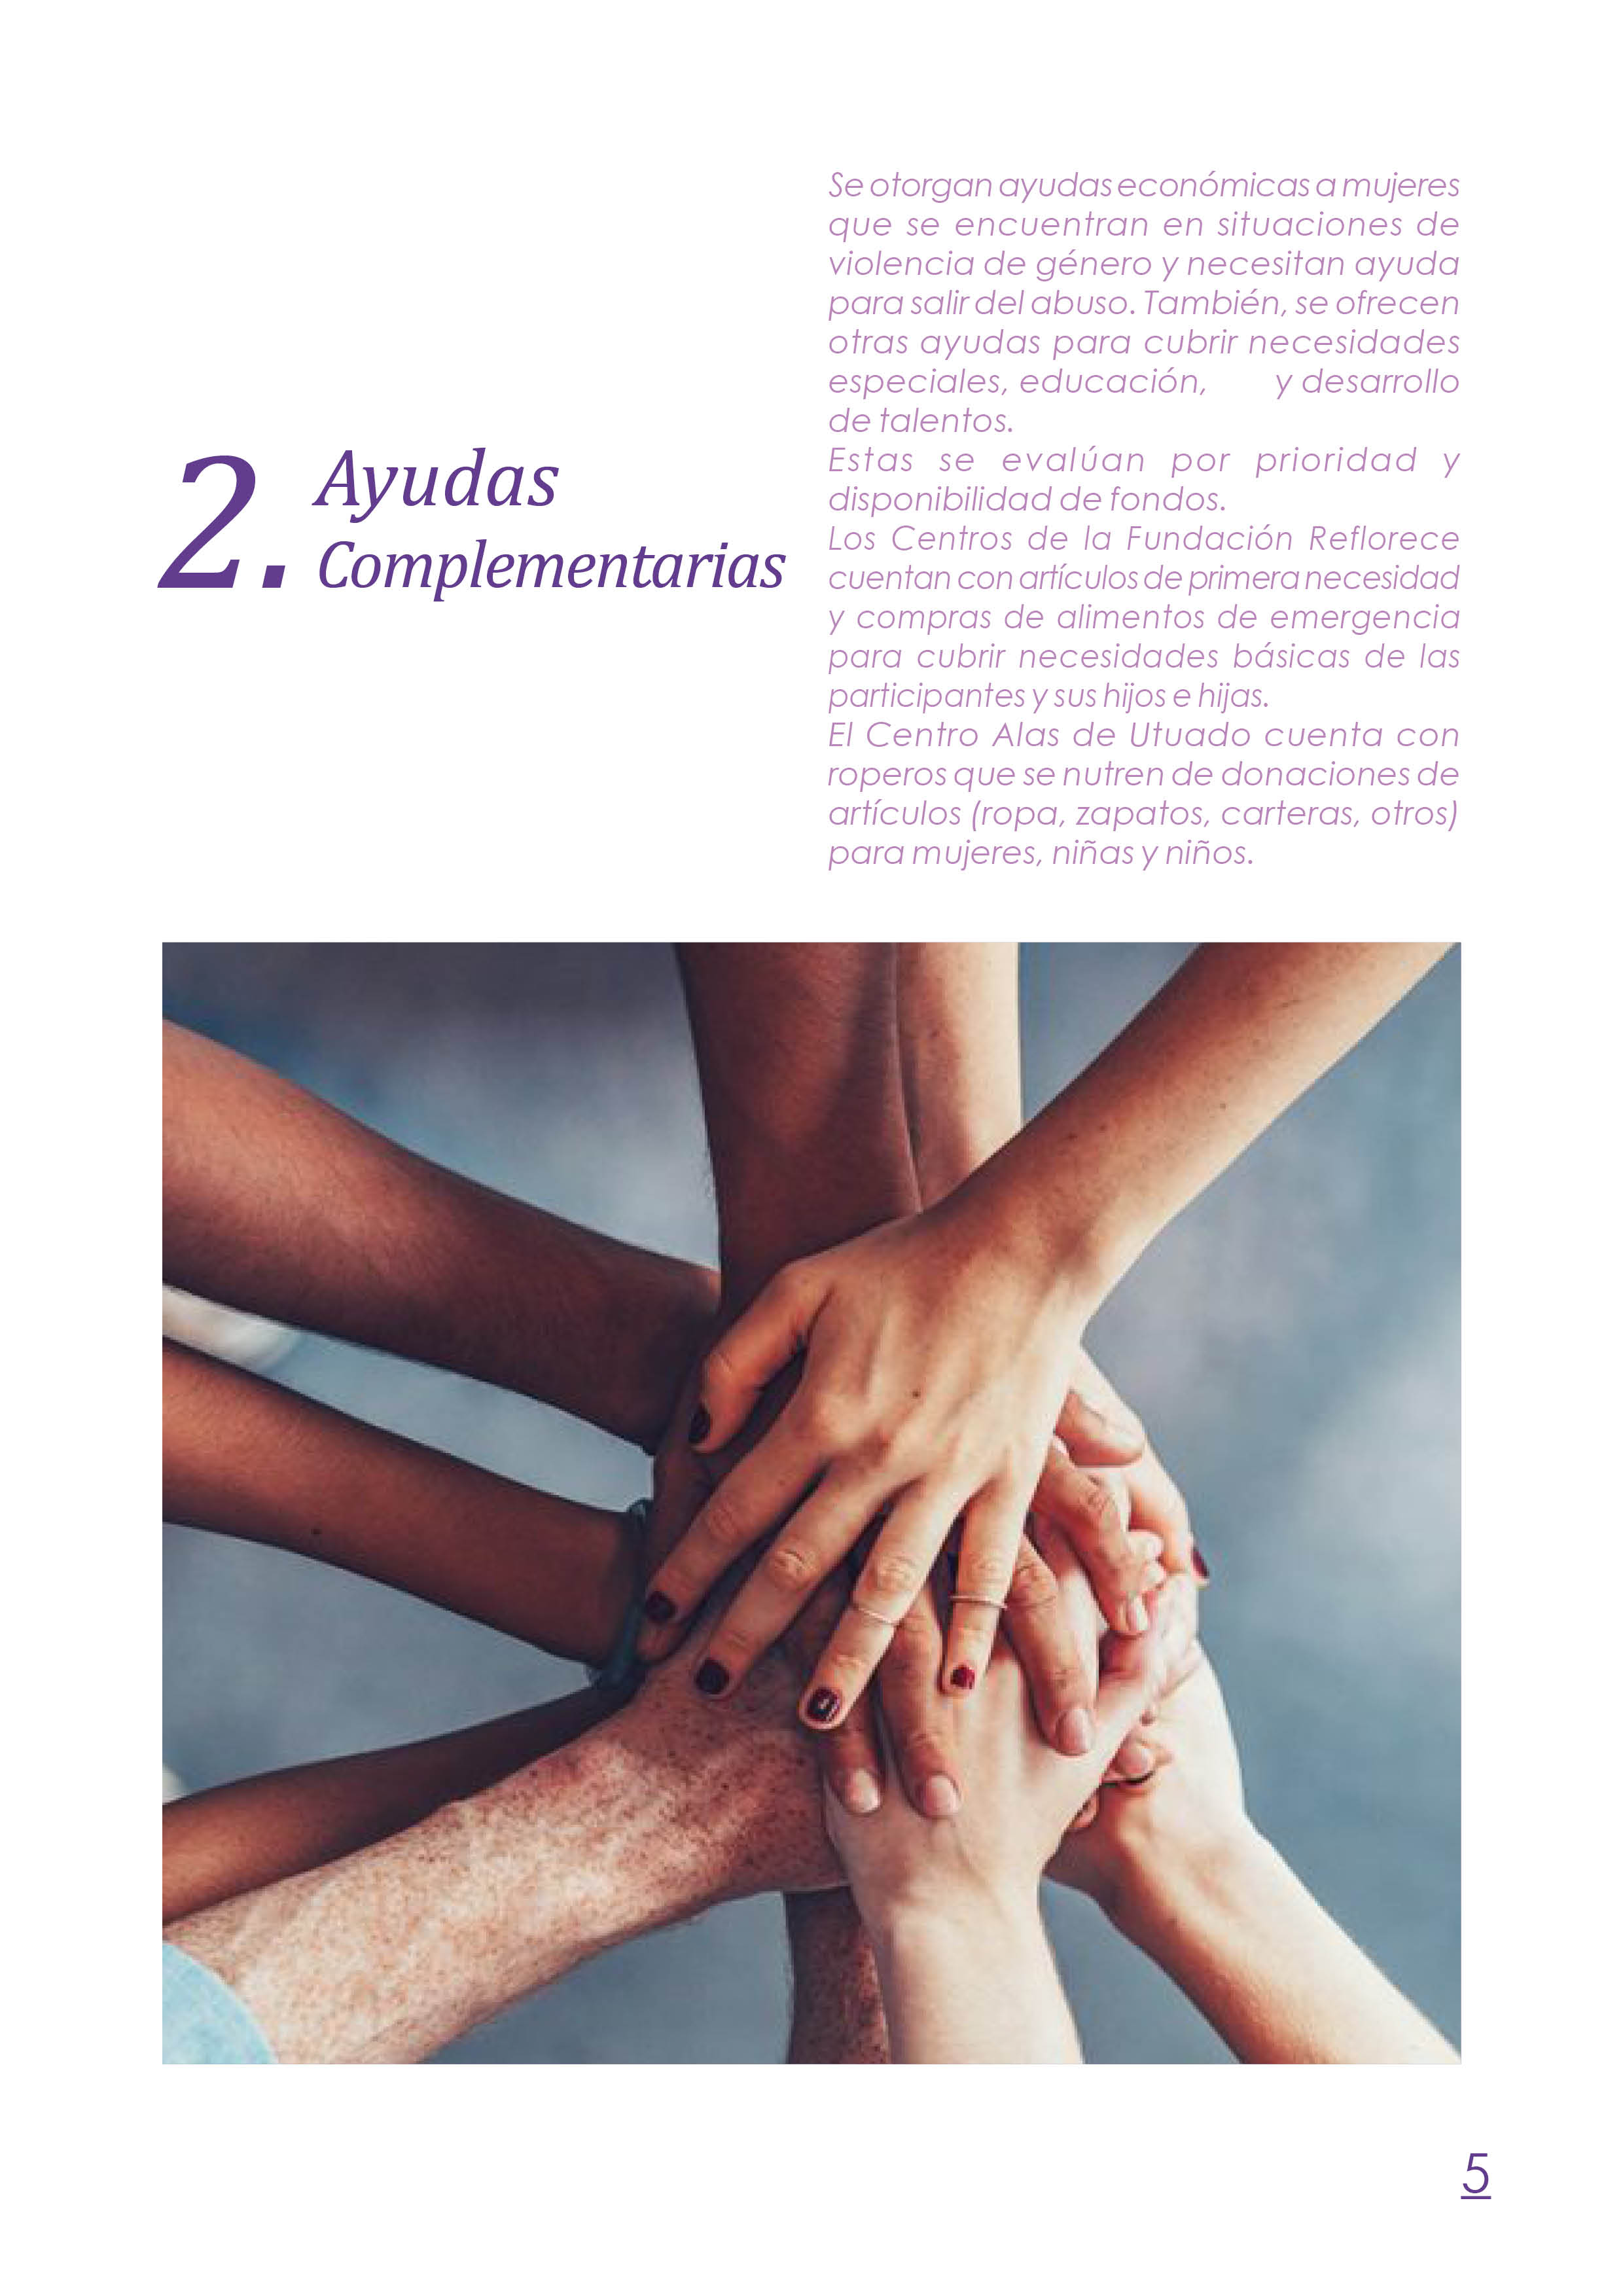 2. Ayudas
Complementarias
Se otorgan ayudas económicas a mujeres
que se encuentran en situaciones de
violencia de género y necesitan ayuda
para salir del abuso. También, se ofrecen
otras ayudas para cubrir necesidades
especiales, educación, y desarrollo
de talentos.
Estas se evalúan por prioridad y
disponibilidad de fondos.
Los Centros de la Fundación Reflorece
cuentan con artículos de primera necesidad
y compras de alimentos de emergencia
para cubrir necesidades básicas de las
participantes y sus hijos e hijas.
El Centro Alas de Utuado cuenta con
roperos que se nutren de donaciones de
artículos (ropa, zapatos, carteras, otros)
para mujeres, niñas y niños.
5